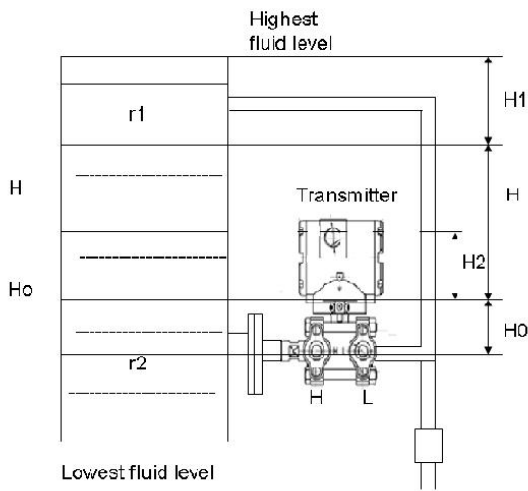 Highest
fluid level
r1
H1
H
H
Transmitter
H2
Ho
H0
r2
H
L
Lowest fluid level